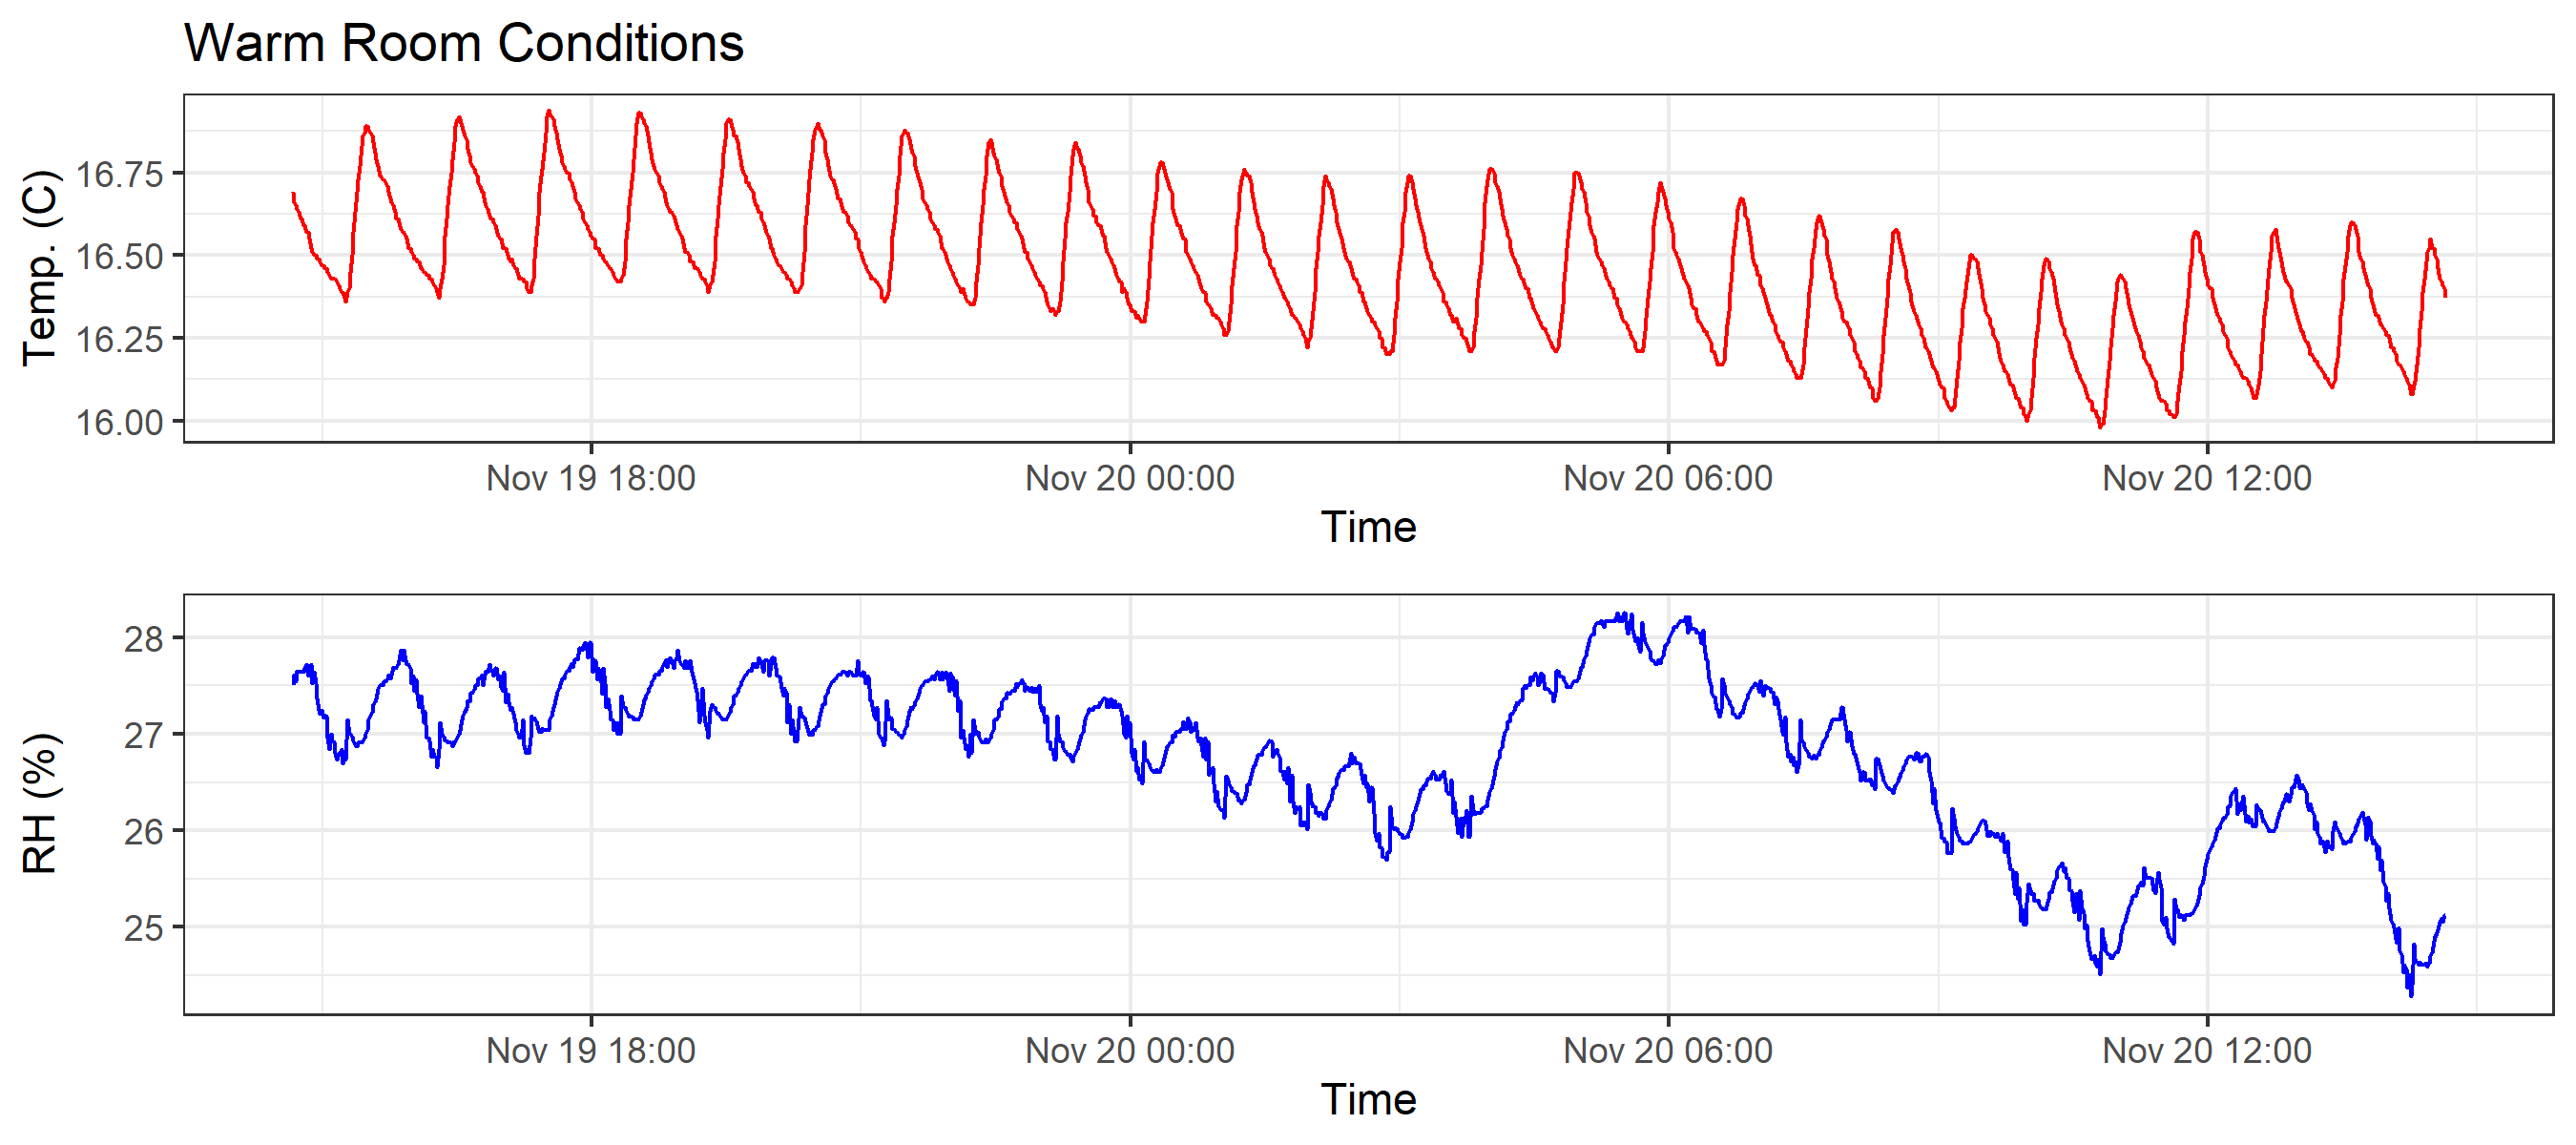 Warm Room Conditions
Temp. (C)
16.75
16.50
16.25
16.00
Nov 19 18:00 Nov 20 00:00 Nov 20 06:00 Nov 20 12:00
Time
RH (%)
28
27
26
25
Nov 19 18:00 Nov 20 00:00 Nov 20 06:00 Nov 20 12:00
Time